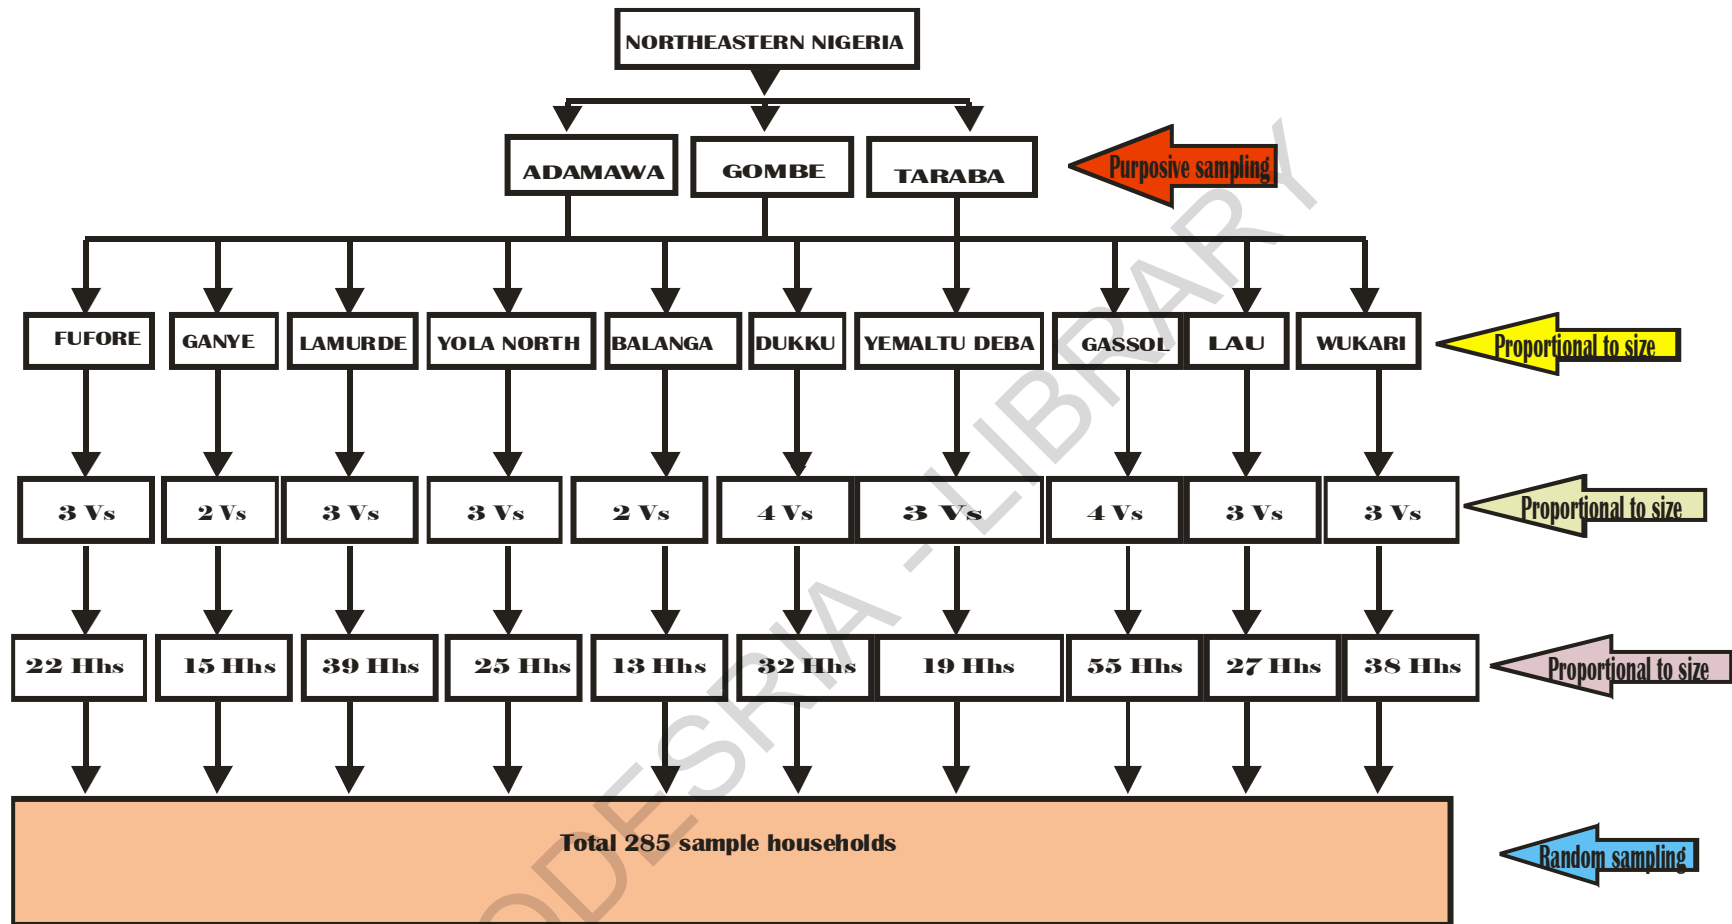 NORTHEASTERN NIGERIA
ADAMAWA
GOMBE
TARABA
Purposive sampling
FUFORE
GANYE
LAMURDE
YOLA NORTH
BALANGA
DUKKU
YEMALTU DEBA
GASSOL
LAU
WUKARI
Proportional to size
3 Vs
2 Vs
3 Vs
3 Vs
2 Vs
4 Vs
3 Vs
4 Vs
3 Vs
3 Vs
Proportional to size
22 Hhs
15 Hhs
39 Hhs
25 Hhs
13 Hhs
32 Hhs
19 Hhs
55 Hhs
27 Hhs
38 Hhs
Proportional to size
Total 285 sample households
Random sampling
ODESRIA - LIBRARY